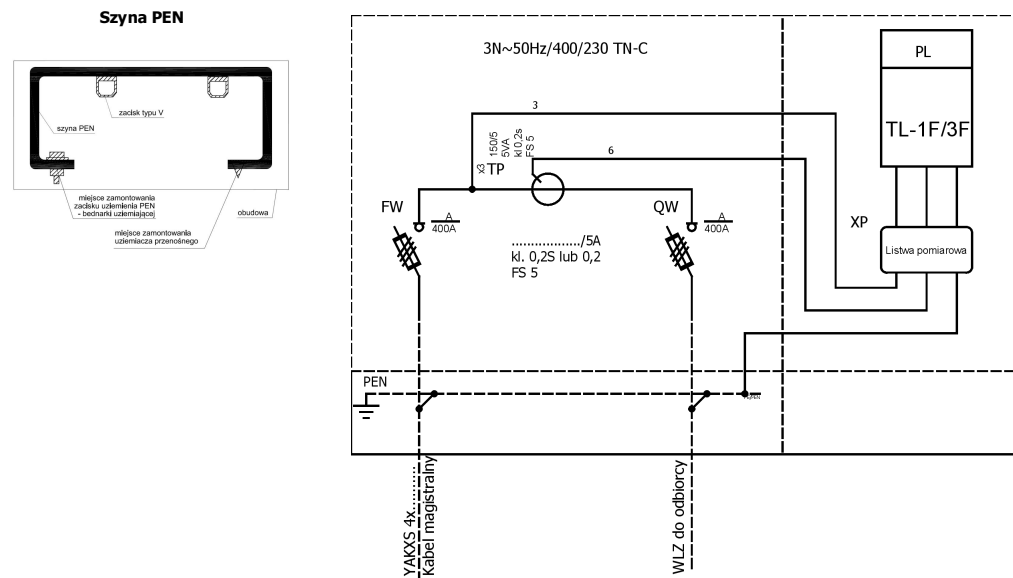 Szyna PEN
zacisk typu V
szyna PEN
miejsce zamontowania
zacisku uziemienia PEN
- bednarki uziemiającej
obudowa
miejsce zamontowania
uziemiacza przenośnego
3N~50Hz/400/230 TN-C
PL
TL-1F/3F
3
6
x3
150/5
5VA
kl 0.2s
FS 5
TP
FW
A
400A
QW
A
400A
............../5A
kl. 0,2S lub 0,2
FS 5
XP
Listwa pomiarowa
PEN
YAKXS 4x..........
Kabel magistralny
WLZ do odbiorcy